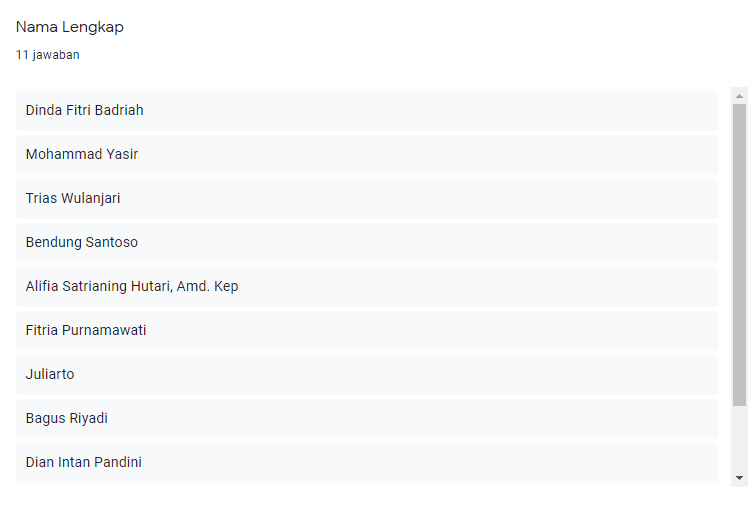 Nama Lengkap
11 jawaban
Dinda Fitri Badriah
Mohammad Yasir
Trias Wulanjari
Bendung Santoso
Alifia Satrianing Hutari, Amd. Kep
Fitria Purnamawati
Juliarto
Bagus Riyadi
Dian Intan Pandini